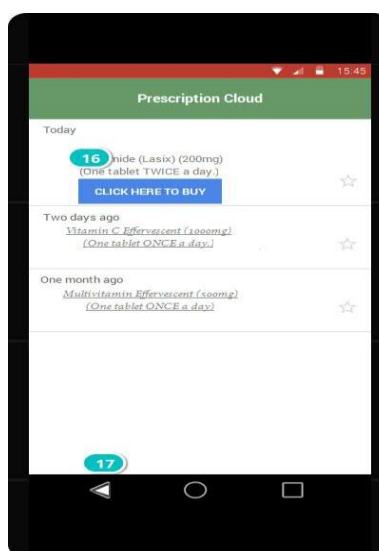 15:45
Prescription Cloud
Today
16 nide (Lasix) (200mg)
(One tablet TWICE a day.)
CLICK HERE TO BUY
Two days ago
Vitamin C Effervescent (1000mg)
(One tablet ONCE a day.)
One month ago
Multivitamin Effervescent (500mg)
(One tablet ONCE a day)
17